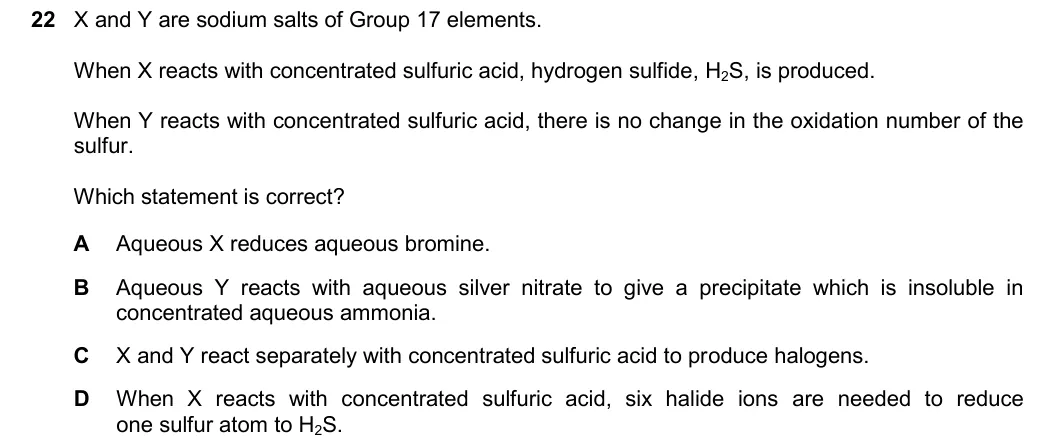 22 X and Y are sodium salts of Group 17 elements.
When X reacts with concentrated sulfuric acid, hydrogen sulfide, H₂S, is produced.
When Y reacts with concentrated sulfuric acid, there is no change in the oxidation number of the
sulfur.
Which statement is correct?
A Aqueous X reduces aqueous bromine.
B Aqueous Y reacts with aqueous silver nitrate to give a precipitate which is insoluble in
concentrated aqueous ammonia.
C X and Y react separately with concentrated sulfuric acid to produce halogens.
D When X reacts with concentrated sulfuric acid, six halide ions are needed to reduce
one sulfur atom to H₂S.